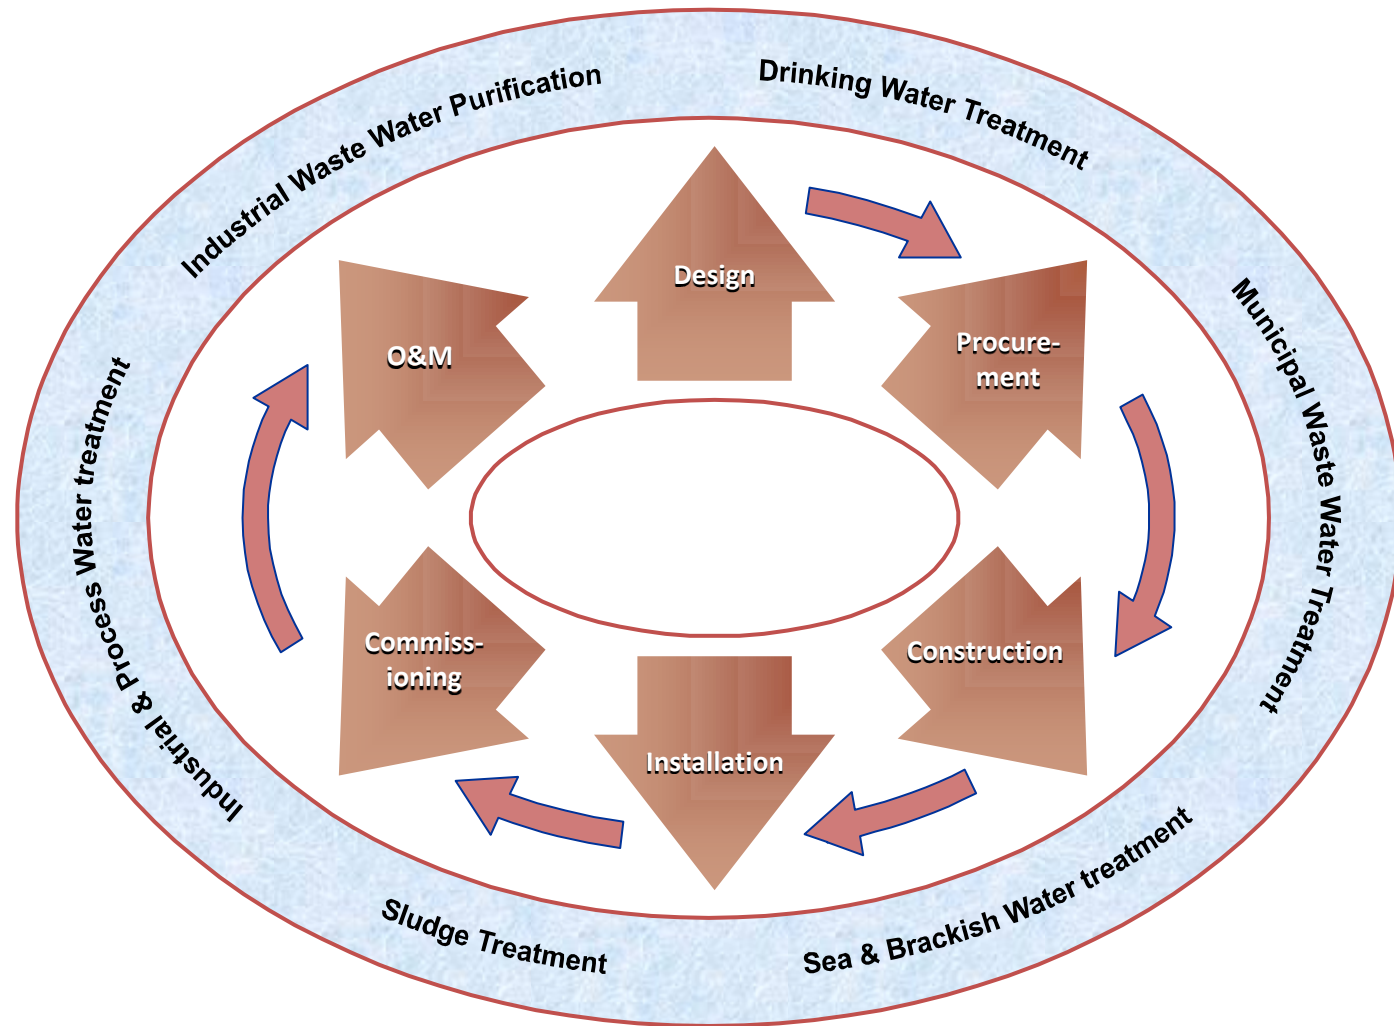 Industrial Waste Water Purification
Drinking Water Treatment
Municipal Waste Water Treatment
Sea & Brackish Water treatment
Sludge Treatment
Industrial & Process Water treatment
Design
Procure-
ment
Construction
Installation
Commiss-
ioning
O&M